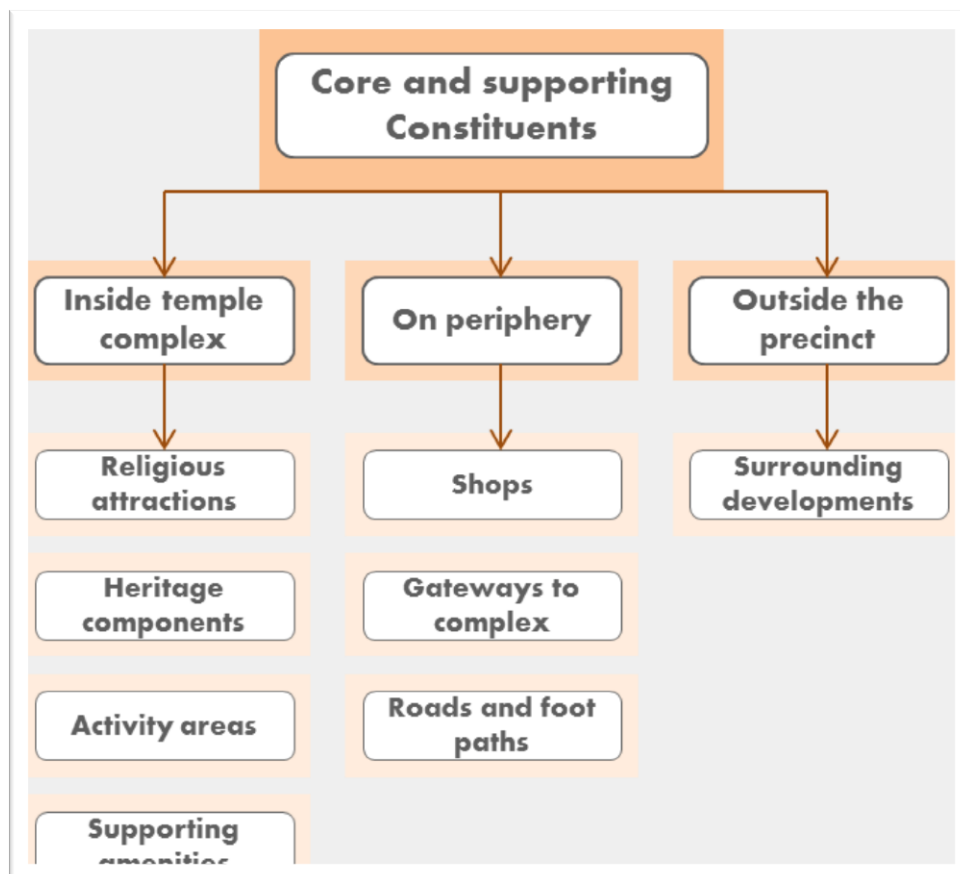 Core and supporting
Constituents
Inside temple
complex
On periphery
Outside the
precinct
Religious
attractions
Shops
Surrounding
developments
Heritage
components
Gateways to
complex
Activity areas
Roads and foot
paths
Supporting
amenities